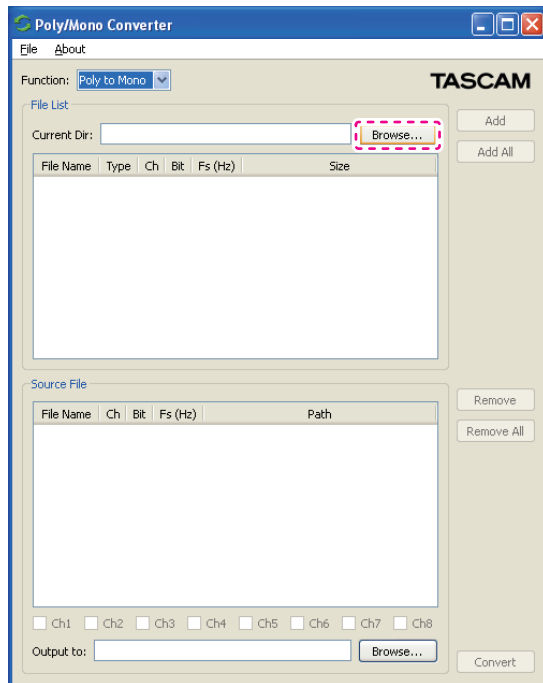 Poly/Mono Converter
File About
Function: Poly to Mono
TASCAM
File List
Current Dir: Browse...
Add
Add All
File Name Type Ch Bit Fs (Hz) Size
Source File
File Name Ch Bit Fs (Hz) Path
Remove
Remove All
Ch1 Ch2 Ch3 Ch4 Ch5 Ch6 Ch7 Ch8
Output to: Browse...
Convert